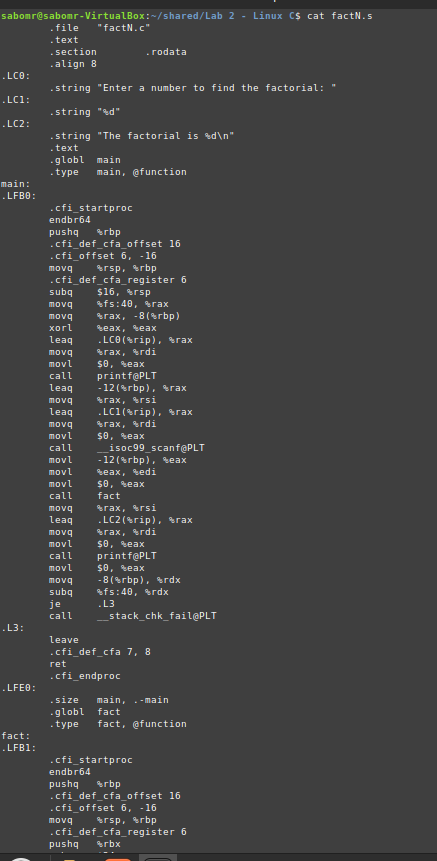 sabomr@sabomr-VirtualBox:~/shared/Lab 2 - Linux C$ cat factN.s
.file "factN.c"
.text
.section .rodata
.align 8
.LC0:
.string "Enter a number to find the factorial: "
.LC1:
.string "%d"
.LC2:
.string "The factorial is %d\n"
.text
.globl main
.type main, @function
main:
.LFB0:
.cfi_startproc
endbr64
pushq %rbp
.cfi_def_cfa_offset 16
.cfi_offset 6, -16
movq %rsp, %rbp
.cfi_def_cfa_register 6
subq $16, %rsp
movq %fs:40, %rax
movq %rax, -8(%rbp)
xorl %eax, %eax
leaq .LC0(%rip), %rax
movq %rax, %rdi
movl $0, %eax
call printf@PLT
leaq -12(%rbp), %rax
movq %rax, %rsi
leaq .LC1(%rip), %rax
movq %rax, %rdi
movl $0, %eax
call __isoc99_scanf@PLT
movl -12(%rbp), %eax
movl %eax, %edi
movl $0, %eax
call fact
movq %rax, %rsi
leaq .LC2(%rip), %rax
movq %rax, %rdi
movl $0, %eax
call printf@PLT
movl $0, %eax
movq -8(%rbp), %rdx
subq %fs:40, %rdx
je .L3
call __stack_chk_fail@PLT
.L3:
leave
.cfi_def_cfa 7, 8
ret
.cfi_endproc
.LFE0:
.size main, .-main
.globl fact
.type fact, @function
fact:
.LFB1:
.cfi_startproc
endbr64
pushq %rbp
.cfi_def_cfa_offset 16
.cfi_offset 6, -16
movq %rsp, %rbp
.cfi_def_cfa_register 6
pushq %rbx